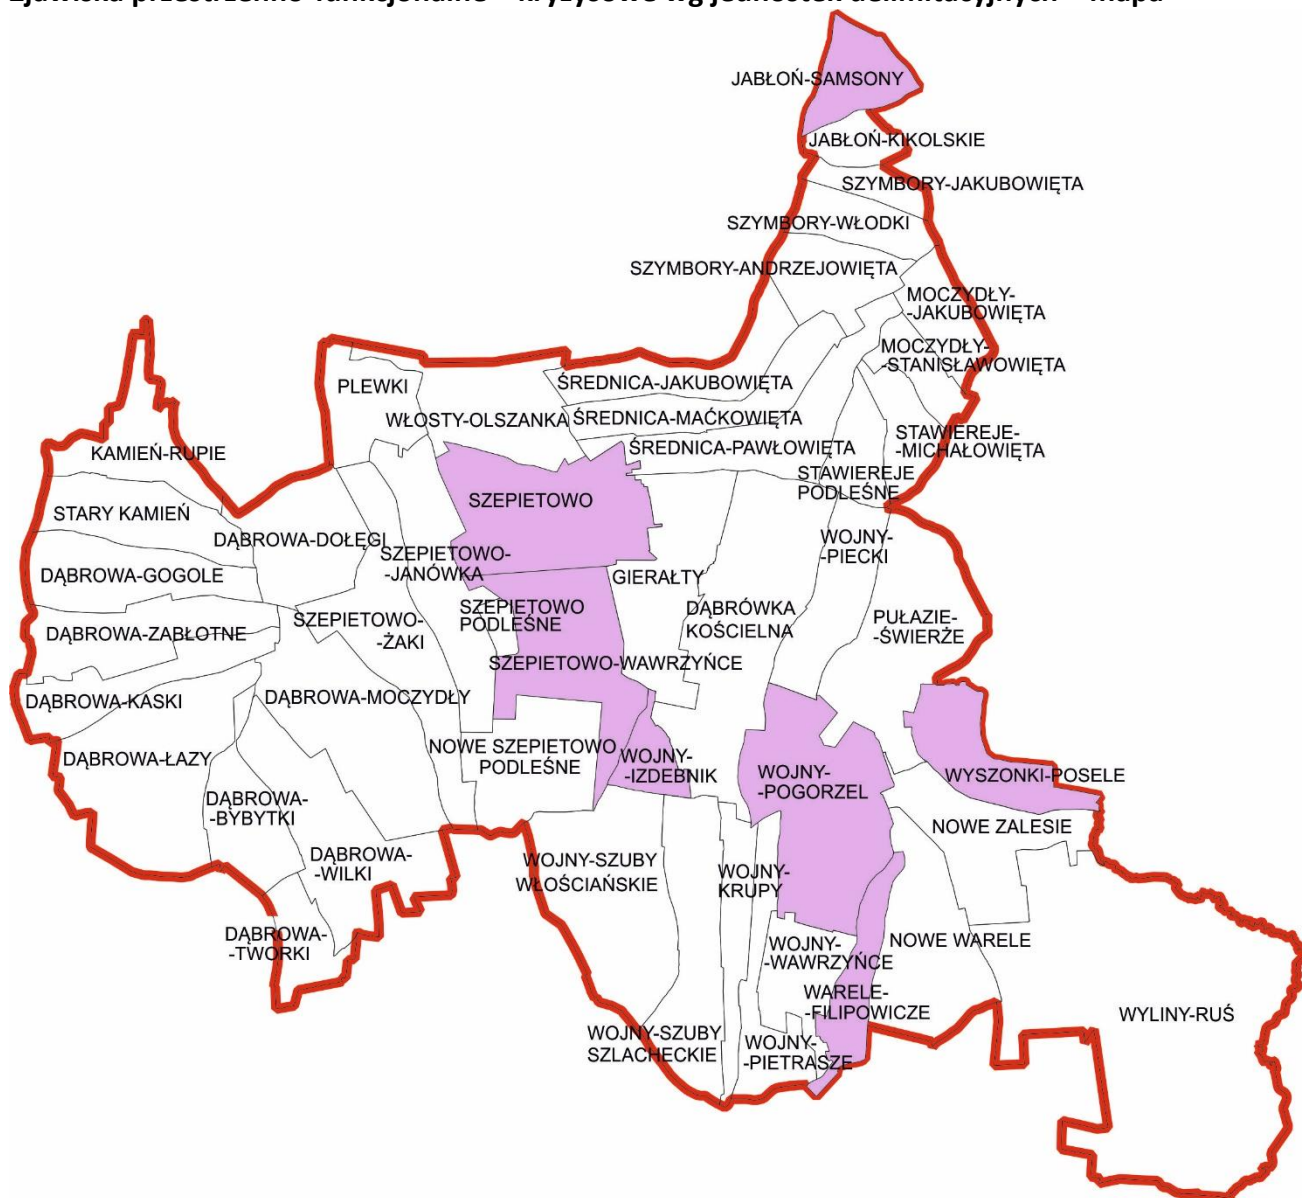 Zjawiska przestrzenno-funkcjonalne – kryzysowe wg jednostek delimitacyjnych – mapa
JABŁOŃ-SAMSONY
JABŁOŃ-KIKOLSKIE
SZYMBORY-JAKUBOWIĘTA
SZYMBORY-WŁODKI
SZYMBORY-ANDRZEJOWIĘTA
MOCZYDŁY-
-JAKUBOWIĘTA
MOCZYDŁY-
-STANISŁAWOWIĘTA
PLEWKI
ŚREDNICA-JAKUBOWIĘTA
WŁOSTY-OLSZANKA
ŚREDNICA-MAĆKOWIĘTA
ŚREDNICA-PAWŁOWIĘTA
STAWIEREJE-
-MICHAŁOWIĘTA
KAMIEŃ-RUPIE
STAWIEREJE
PODLEŚNE
SZEPIETOWO
STARY KAMIEŃ
DĄBROWA-DOŁĘGI
WOJNY-
-PIECKI
SZEPIETOWO-
-JANÓWKA
DĄBROWA-GOGOLE
GIERAŁTY
SZEPIETOWO
PODLEŚNE
DĄBRÓWKA
KOŚCIELNA
PUŁAZIE-
-ŚWIERŻE
SZEPIETOWO-
-ŻAKI
DĄBROWA-ZABŁOTNE
SZEPIETOWO-WAWRZYŃCE
DĄBROWA-KASKI
DĄBROWA-MOCZYDŁY
NOWE SZEPIETOWO
PODLEŚNE
WOJNY-
-IZDEBNIK
DĄBROWA-ŁAZY
WOJNY-
-POGORZEL
WYSZONKI-POSELE
DĄBROWA-
-BYBYTKI
NOWE ZALESIE
DĄBROWA-
-WILKI
WOJNY-SZUBY
WŁOŚCIAŃSKIE
WOJNY-
KRUPY
DĄBROWA-
-TWORKI
WOJNY-
-WAWRZYŃCE
NOWE WARELE
WARELE-
-FILIPOWICZE
WYLINY-RUŚ
WOJNY-SZUBY
SZLACHECKIE
WOJNY-
-PIETRASZE